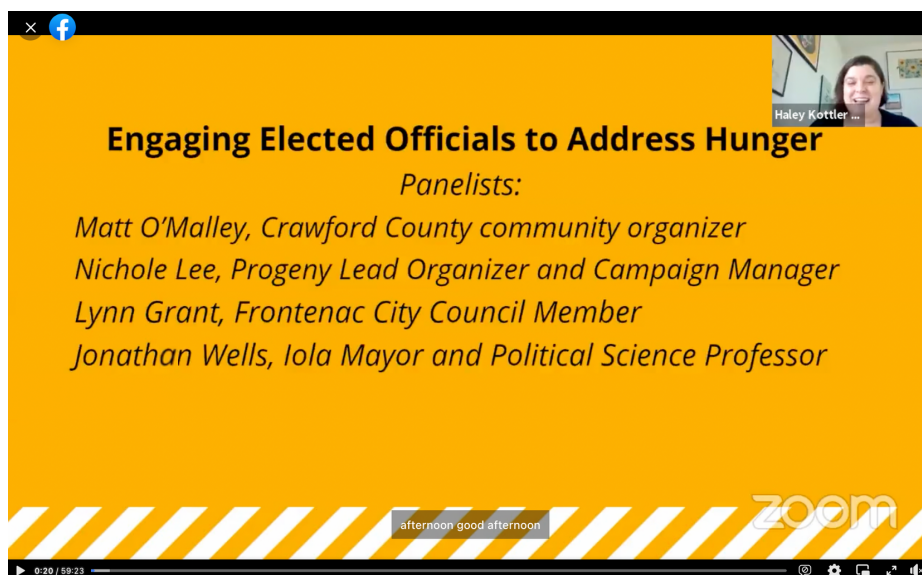 Haley Kottler ...
Engaging Elected Officials to Address Hunger
Panelists:
Matt O'Malley, Crawford County community organizer
Nichole Lee, Progeny Lead Organizer and Campaign Manager
Lynn Grant, Frontenac City Council Member
Jonathan Wells, Iola Mayor and Political Science Professor
zoom
afternoon good afternoon
0:20 / 59:23